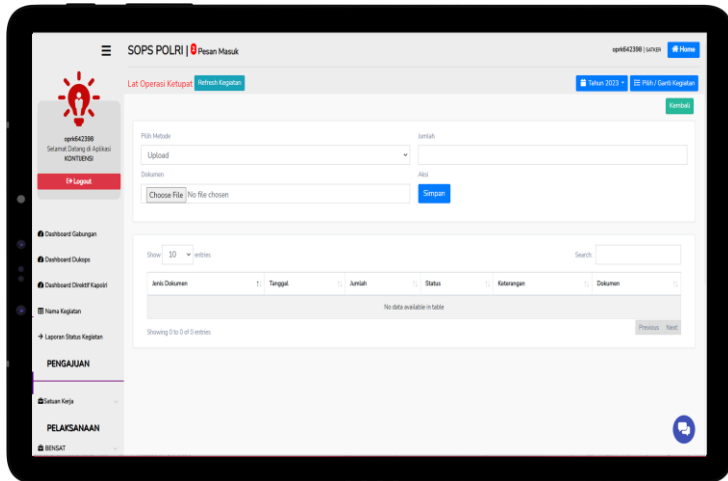 ☰ SOPS POLRI | 2 Pesan Masuk
oprk642398 | SATKER Home
Lat Operasi Ketupat Refresh Kegiatan
Tahun 2023 Pilih / Ganti Kegiatan
Kembali
oprk642398
Selamat Datang di Aplikasi
KONTIJENSI
Logout
Dashboard Gabungan
Dashboard Dukops
Dashboard Direktif Kapolri
Nama Kegiatan
Laporan Status Kegiatan
PENGAJUAN
Satuan Kerja
PELAKSANAAN
BENSAT
Pilih Metode
Jumlah
Upload
Dokumen
Aksi
Choose File No file chosen
Simpan
Show 10 entries
Search:
Jenis Dokumen Tanggal Jumlah Status Keterangan Dokumen
No data available in table
Showing 0 to 0 of 0 entries
Previous Next